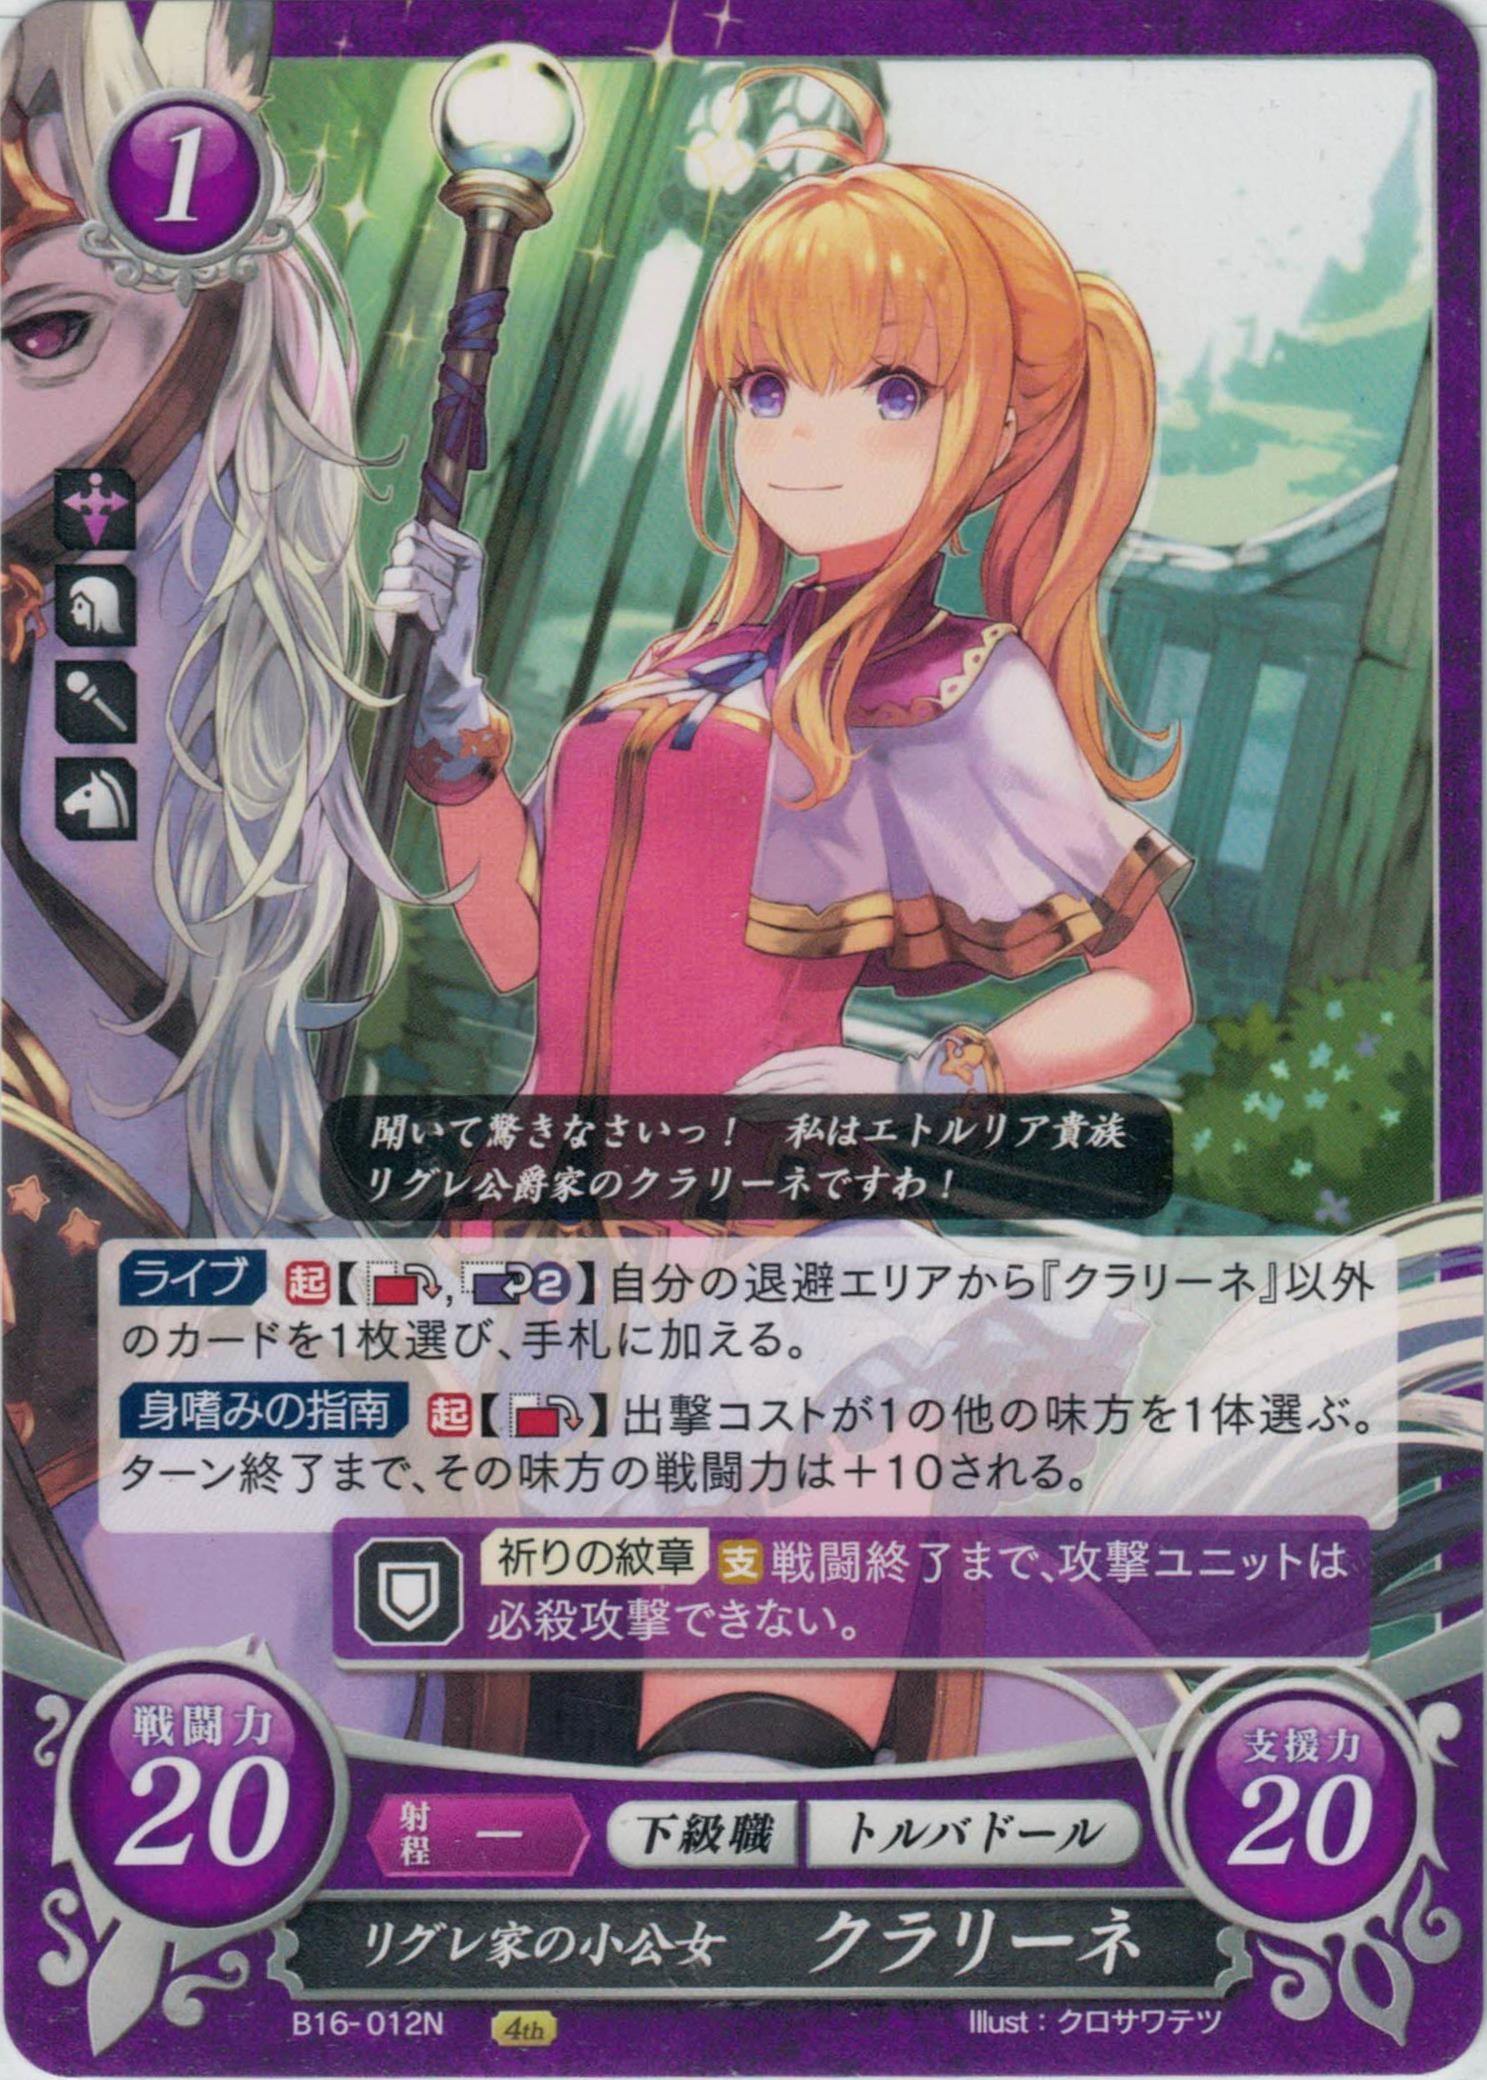 1
聞いて驚きなさいっ！　私はエトルリア貴族
リグレ公爵家のクラリーネですわ！
ライブ 起【 , 2】自分の退避エリアから『クラリーネ』以外
のカードを1枚選び、手札に加える。
身嗜みの指南 起【 】出撃コストが1の他の味方を1体選ぶ。
ターン終了まで、その味方の戦闘力は＋10される。
祈りの紋章 支 戦闘終了まで、攻撃ユニットは
必殺攻撃できない。
戦闘力
20
射程 ―
下級職 トルバドール
支援力
20
リグレ家の小公女 クラリーネ
B16-012N 4th Illust：クロサワテツ